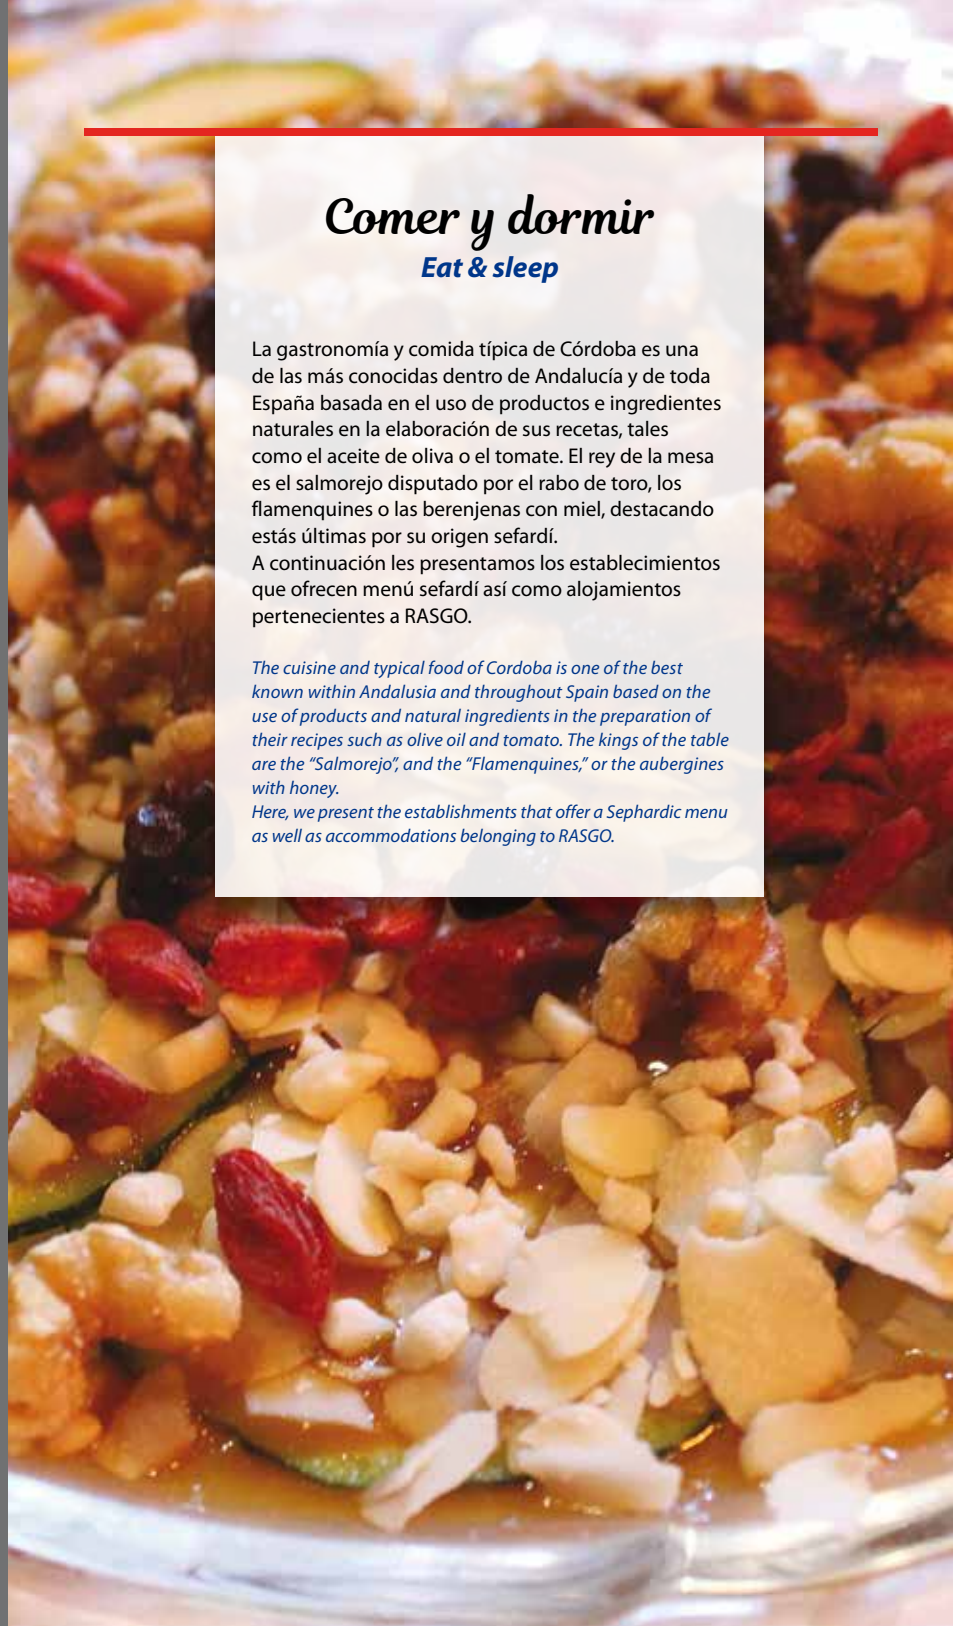 Comer y dormir
Eat & sleep
La gastronomía y comida típica de Córdoba es una
de las más conocidas dentro de Andalucía y de toda
España basada en el uso de productos e ingredientes
naturales en la elaboración de sus recetas, tales
como el aceite de oliva o el tomate. El rey de la mesa
es el salmorejo disputado por el rabo de toro, los
flamenquines o las berenjenas con miel, destacando
estás últimas por su origen sefardí.
A continuación les presentamos los establecimientos
que ofrecen menú sefardí así como alojamientos
pertenecientes a RASGO.
The cuisine and typical food of Cordoba is one of the best
known within Andalusia and throughout Spain based on the
use of products and natural ingredients in the preparation of
their recipes such as olive oil and tomato. The kings of the table
are the “Salmorejo”, and the “Flamenquines,” or the aubergines
with honey.
Here, we present the establishments that offer a Sephardic menu
as well as accommodations belonging to RASGO.